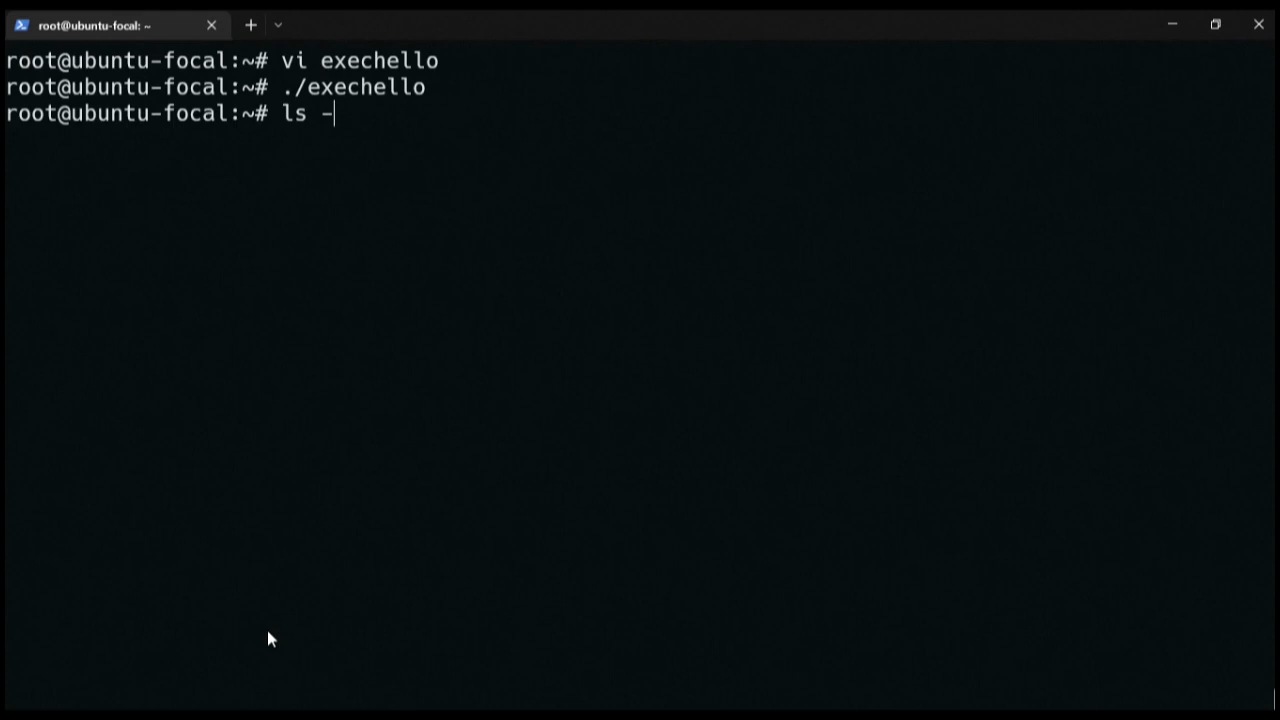 root@ubuntu-focal: ~
root@ubuntu-focal:~# vi exechello
root@ubuntu-focal:~# ./exechello
root@ubuntu-focal:~# ls -